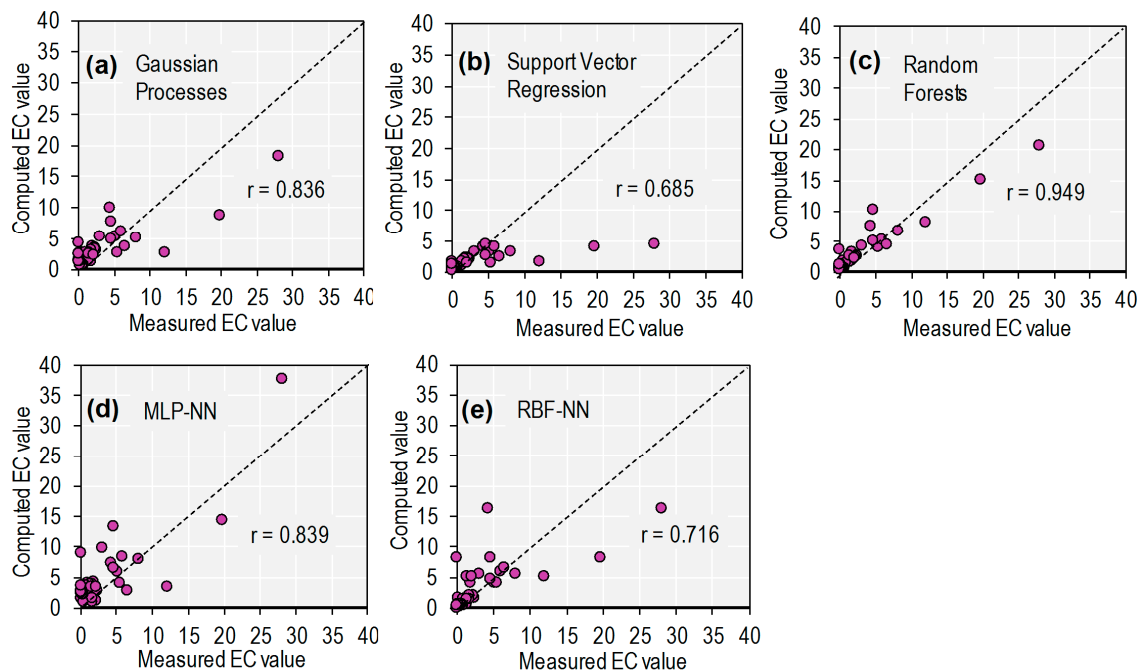 (a) Gaussian
Processes
r = 0.836
Computed EC value
40
35
30
25
20
15
10
5
0
0 5 10 15 20 25 30 35 40
Measured EC value
(b) Support Vector
Regression
r = 0.685
Computed EC value
40
35
30
25
20
15
10
5
0
0 5 10 15 20 25 30 35 40
Measured EC value
(c) Random
Forests
r = 0.949
Computed EC value
40
35
30
25
20
15
10
5
0
0 5 10 15 20 25 30 35 40
Measured EC value
(d) MLP-NN
r = 0.839
Computed EC value
40
35
30
25
20
15
10
5
0
0 5 10 15 20 25 30 35 40
Measured EC value
(e) RBF-NN
r = 0.716
Computed value
40
35
30
25
20
15
10
5
0
0 5 10 15 20 25 30 35 40
Measured EC value